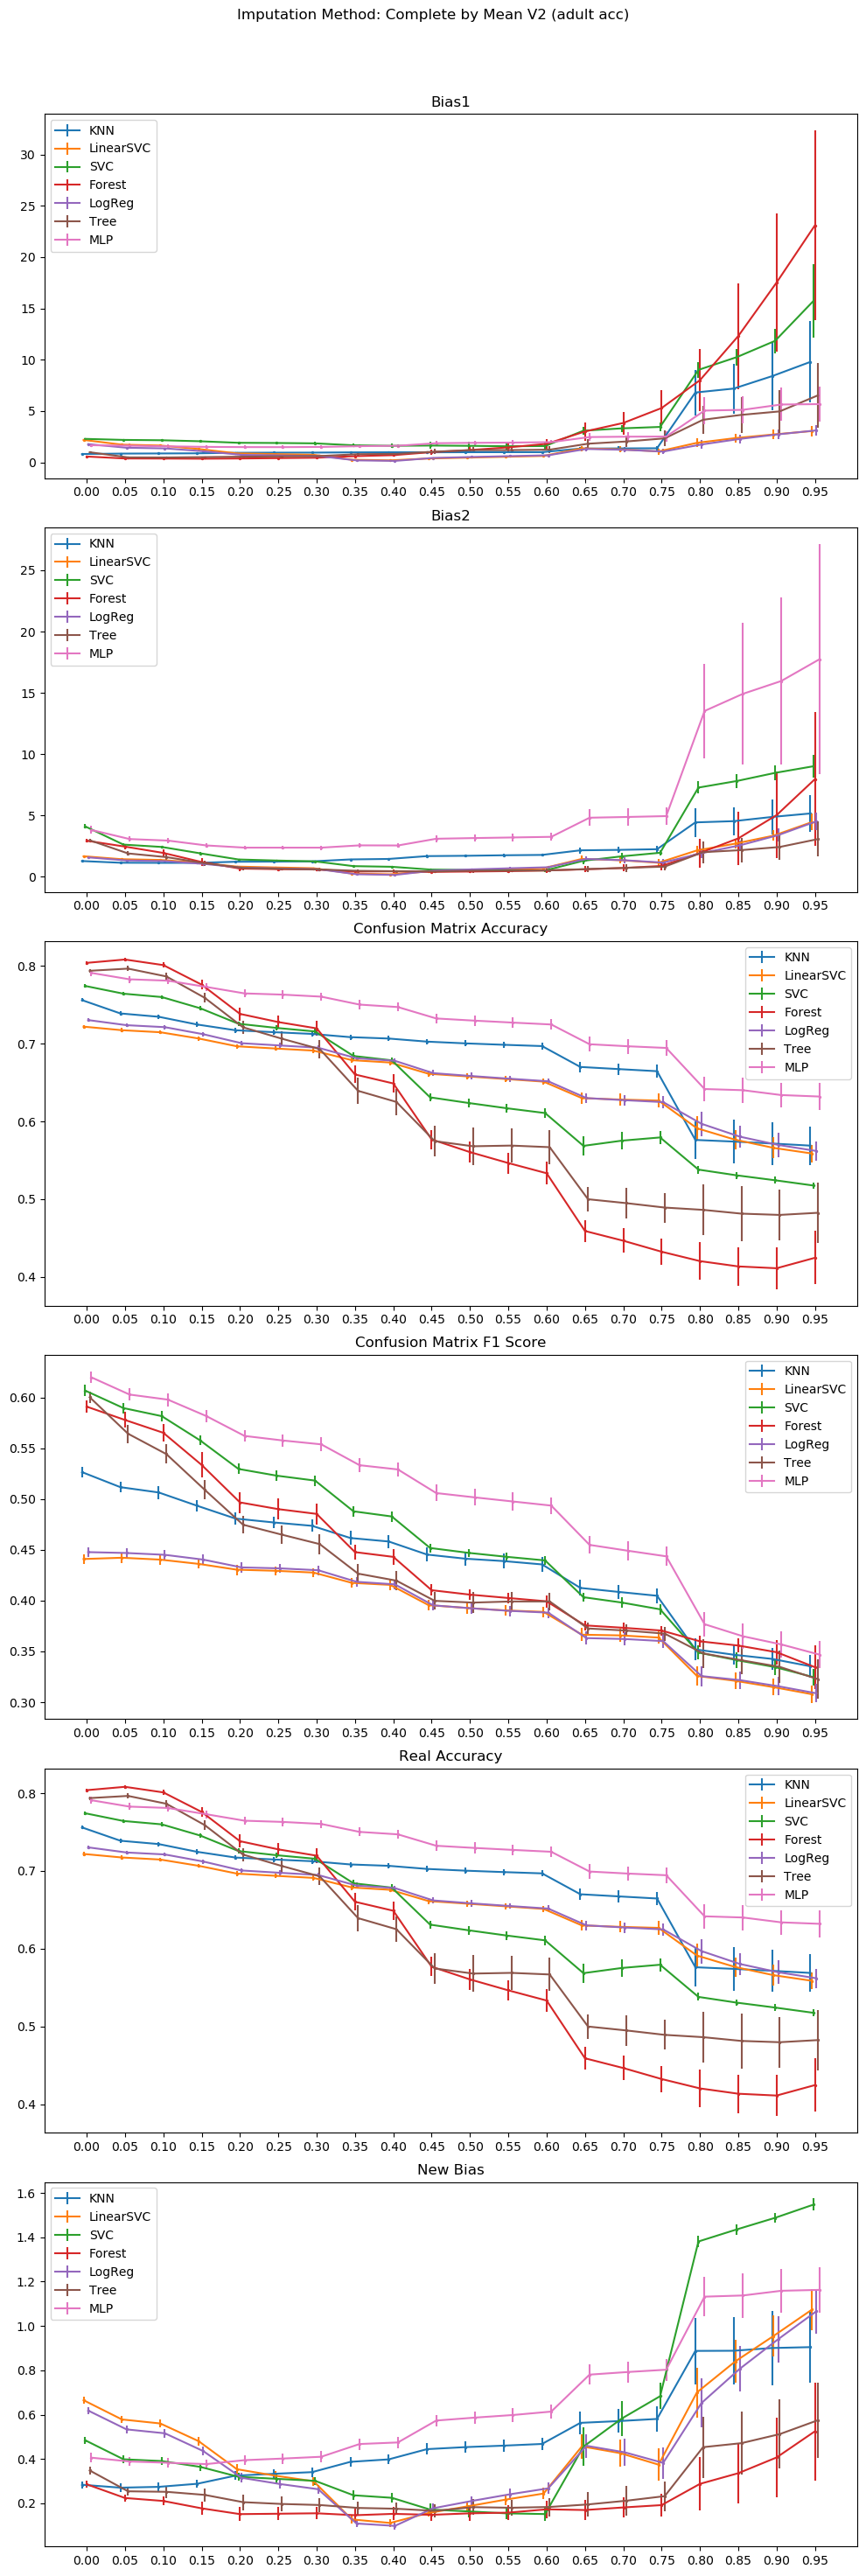 Imputation Method: Complete by Mean V2 (adult acc)
Bias1
KNN
LinearSVC
SVC
Forest
LogReg
Tree
MLP
30
25
20
15
10
5
0
0.00 0.05 0.10 0.15 0.20 0.25 0.30 0.35 0.40 0.45 0.50 0.55 0.60 0.65 0.70 0.75 0.80 0.85 0.90 0.95
Bias2
KNN
LinearSVC
SVC
Forest
LogReg
Tree
MLP
25
20
15
10
5
0
0.00 0.05 0.10 0.15 0.20 0.25 0.30 0.35 0.40 0.45 0.50 0.55 0.60 0.65 0.70 0.75 0.80 0.85 0.90 0.95
Confusion Matrix Accuracy
KNN
LinearSVC
SVC
Forest
LogReg
Tree
MLP
0.8
0.7
0.6
0.5
0.4
0.00 0.05 0.10 0.15 0.20 0.25 0.30 0.35 0.40 0.45 0.50 0.55 0.60 0.65 0.70 0.75 0.80 0.85 0.90 0.95
Confusion Matrix F1 Score
KNN
LinearSVC
SVC
Forest
LogReg
Tree
MLP
0.60
0.55
0.50
0.45
0.40
0.35
0.30
0.00 0.05 0.10 0.15 0.20 0.25 0.30 0.35 0.40 0.45 0.50 0.55 0.60 0.65 0.70 0.75 0.80 0.85 0.90 0.95
Real Accuracy
KNN
LinearSVC
SVC
Forest
LogReg
Tree
MLP
0.8
0.7
0.6
0.5
0.4
0.00 0.05 0.10 0.15 0.20 0.25 0.30 0.35 0.40 0.45 0.50 0.55 0.60 0.65 0.70 0.75 0.80 0.85 0.90 0.95
New Bias
KNN
LinearSVC
SVC
Forest
LogReg
Tree
MLP
1.6
1.4
1.2
1.0
0.8
0.6
0.4
0.2
0.00 0.05 0.10 0.15 0.20 0.25 0.30 0.35 0.40 0.45 0.50 0.55 0.60 0.65 0.70 0.75 0.80 0.85 0.90 0.95